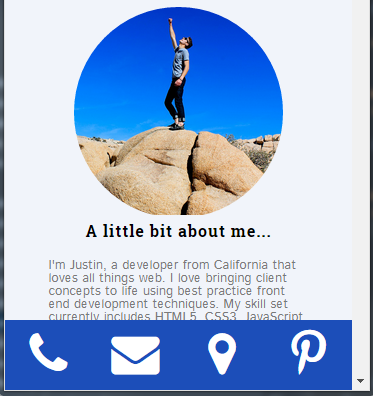 A little bit about me...
I'm Justin, a developer from California that
loves all things web. I love bringing client
concepts to life using best practice front
end development techniques. My skill set
currently includes HTML5, CSS3, JavaScript